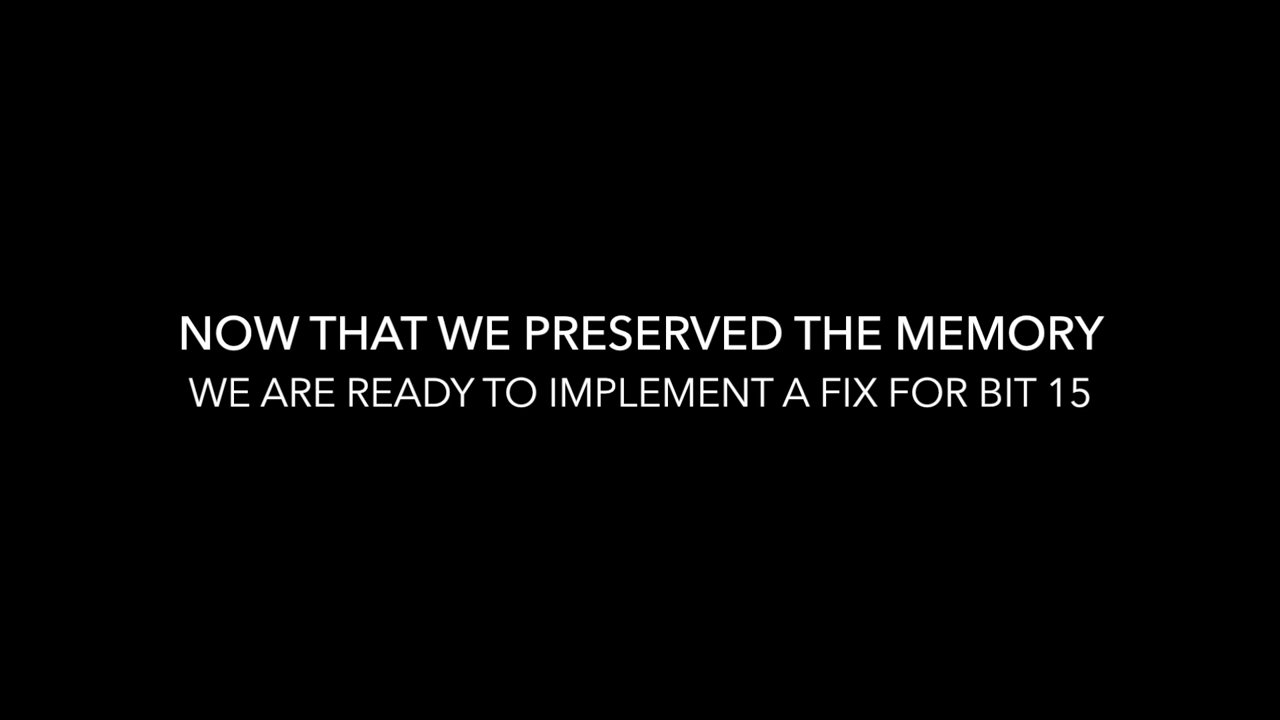 NOW THAT WE PRESERVED THE MEMORY
WE ARE READY TO IMPLEMENT A FIX FOR BIT 15